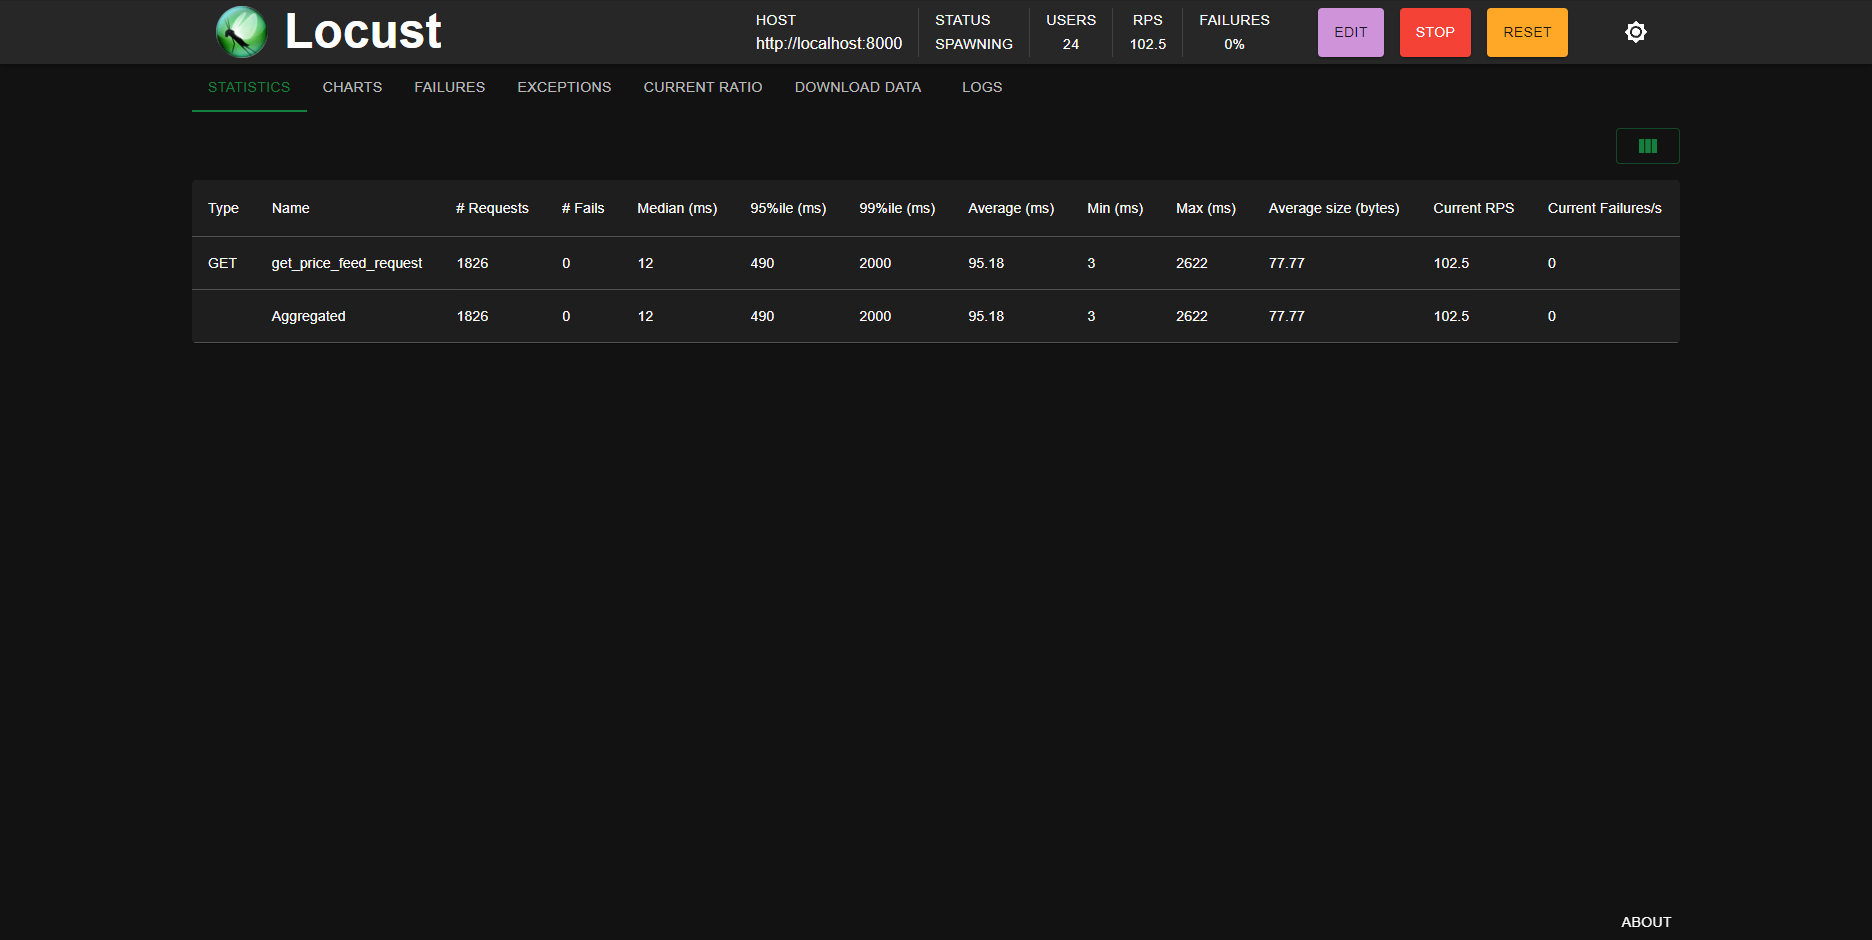 Locust
HOST STATUS USERS RPS FAILURES
http://localhost:8000 SPAWNING 24 102.5 0%
EDIT STOP RESET
STATISTICS CHARTS FAILURES EXCEPTIONS CURRENT RATIO DOWNLOAD DATA LOGS
Type Name # Requests # Fails Median (ms) 95%ile (ms) 99%ile (ms) Average (ms) Min (ms) Max (ms) Average size (bytes) Current RPS Current Failures/s
GET get_price_feed_request 1826 0 12 490 2000 95.18 3 2622 77.77 102.5 0
Aggregated 1826 0 12 490 2000 95.18 3 2622 77.77 102.5 0
ABOUT